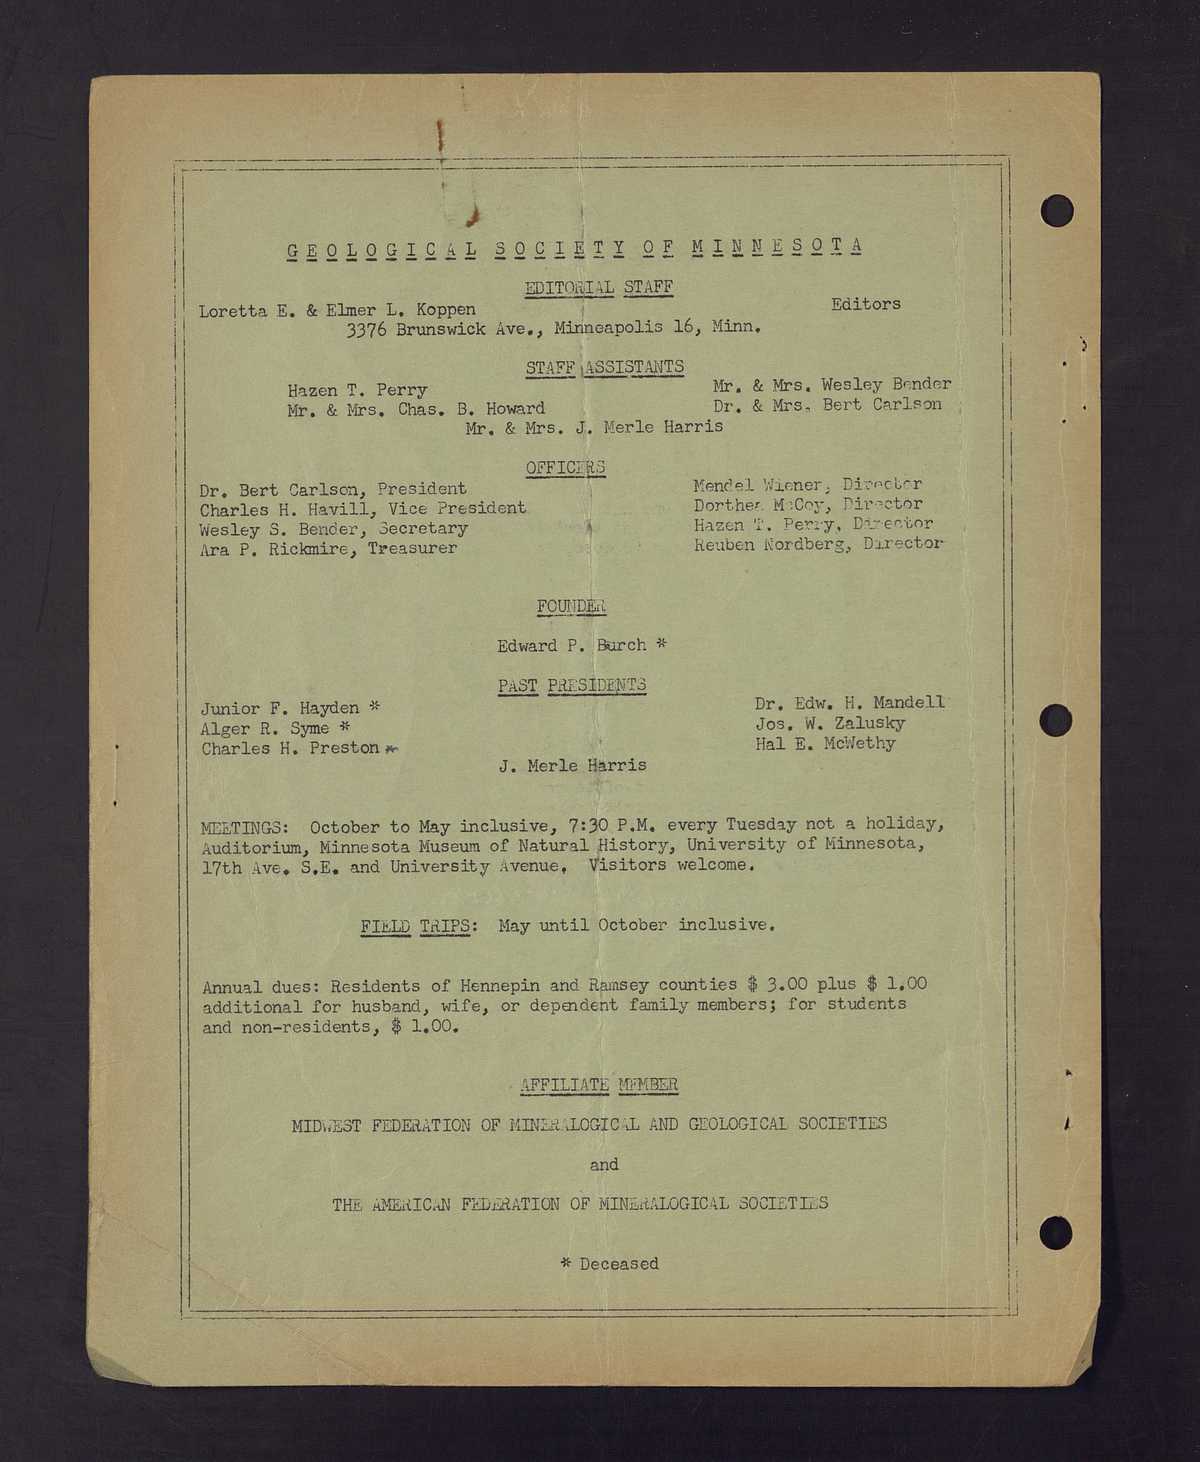 GEOLOGICAL SOCIETY OF MINNESOTA
EDITORIAL STAFF
Loretta E. & Elmer L. Koppen Editors
3376 Brunswick Ave., Minneapolis 16, Minn.
STAFF ASSISTANTS
Hazen T. Perry Mr. & Mrs. Wesley Bender
Mr. & Mrs. Chas. B. Howard Dr. & Mrs. Bert Carlson
Mr. & Mrs. J. Merle Harris
OFFICERS
Dr. Bert Carlson, President Mendel Wiener, Director
Charles H. Havill, Vice President Dorthea McCoy, Director
Wesley S. Bender, Secretary Hazen T. Perry, Director
Ara P. Rickmire, Treasurer Reuben Nordberg, Director
FOUNDER
Edward P. Burch *
PAST PRESIDENTS
Junior F. Hayden * Dr. Edw. H. Mandell
Alger R. Syme * Jos. W. Zalusky
Charles H. Preston * Hal E. McWethy
J. Merle Harris
MEETINGS: October to May inclusive, 7:30 P.M. every Tuesday not a holiday,
Auditorium, Minnesota Museum of Natural History, University of Minnesota,
17th Ave. S.E. and University Avenue. Visitors welcome.
FIELD TRIPS: May until October inclusive.
Annual dues: Residents of Hennepin and Ramsey counties $ 3.00 plus $ 1.00
additional for husband, wife, or dependent family members; for students
and non-residents, $ 1.00.
AFFILIATE MEMBER
MIDWEST FEDERATION OF MINERALOGICAL AND GEOLOGICAL SOCIETIES
and
THE AMERICAN FEDERATION OF MINERALOGICAL SOCIETIES
* Deceased